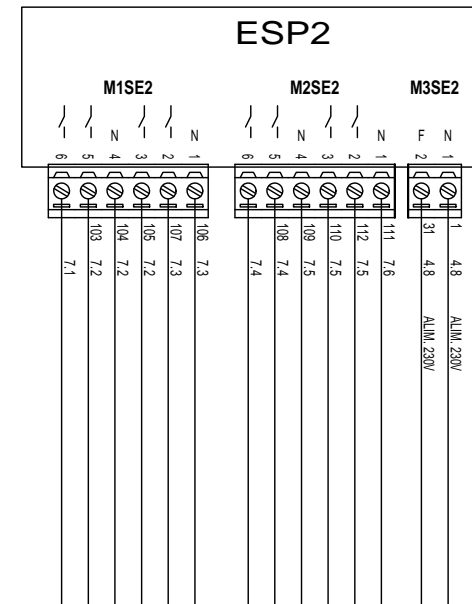 ESP2
M1SE2 M2SE2 M3SE2
N N N N F N
6 5 4 3 2 1 6 5 4 3 2 1 2 1
103 104 105 107 106 108 109 110 112 111 31 1
7.1 7.2 7.2 7.2 7.3 7.3 7.4 7.4 7.5 7.5 7.5 7.6 4.8 4.8
ALIM. 230V ALIM. 230V